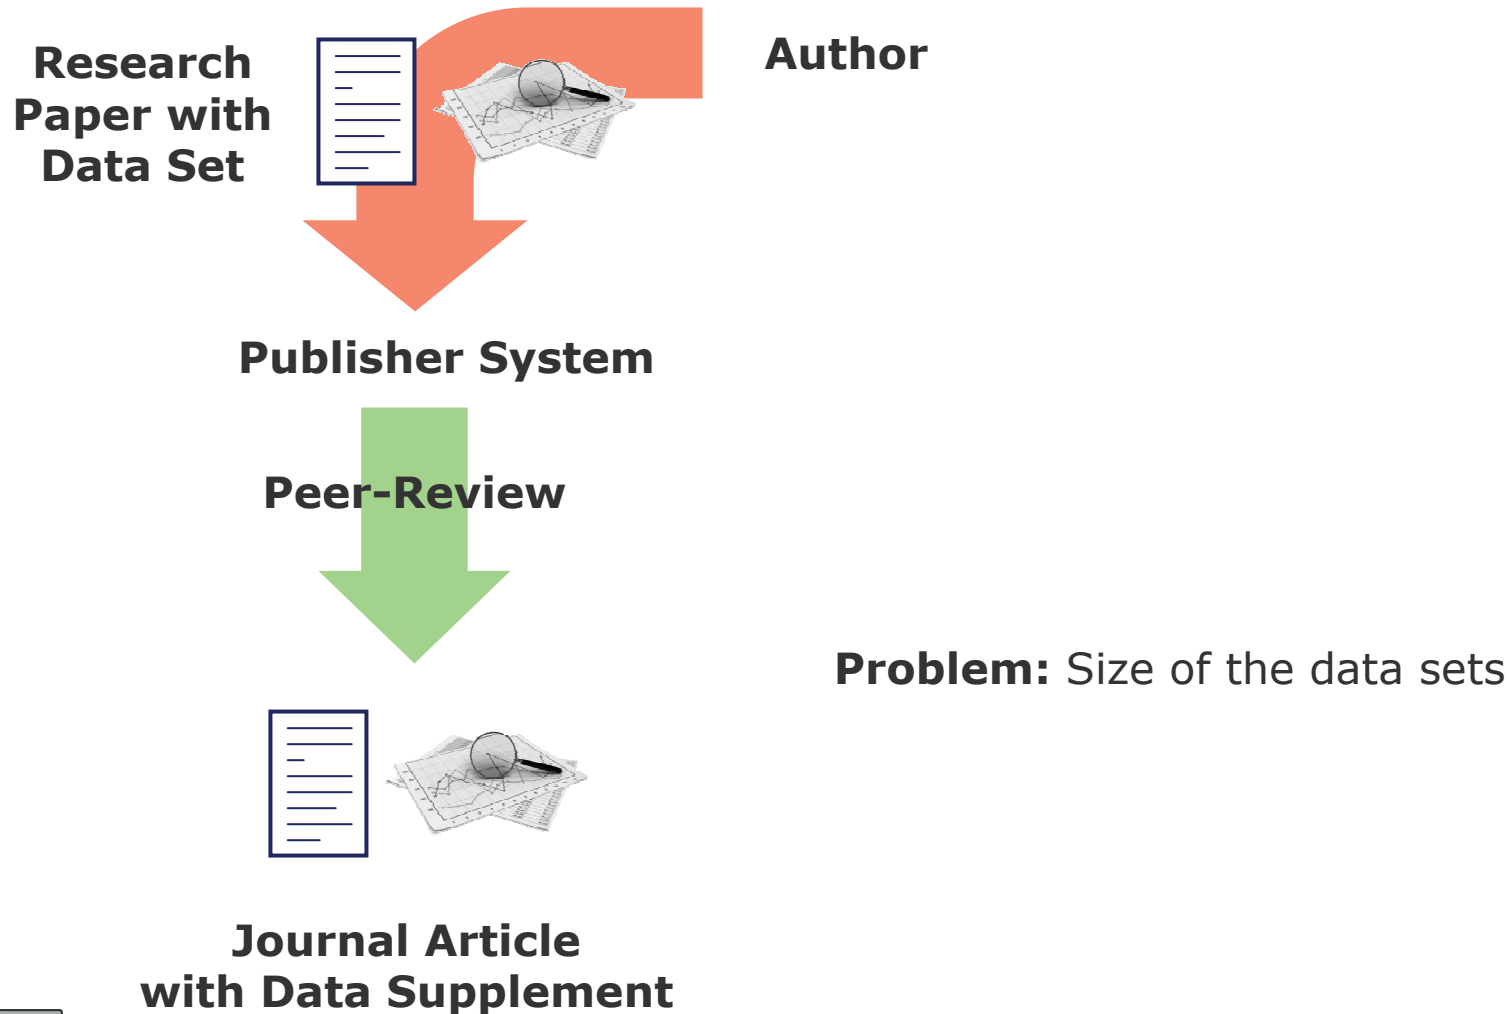 Research
Paper with
Data Set
Author
Publisher System
Peer-Review
Problem: Size of the data sets
Journal Article
with Data Supplement